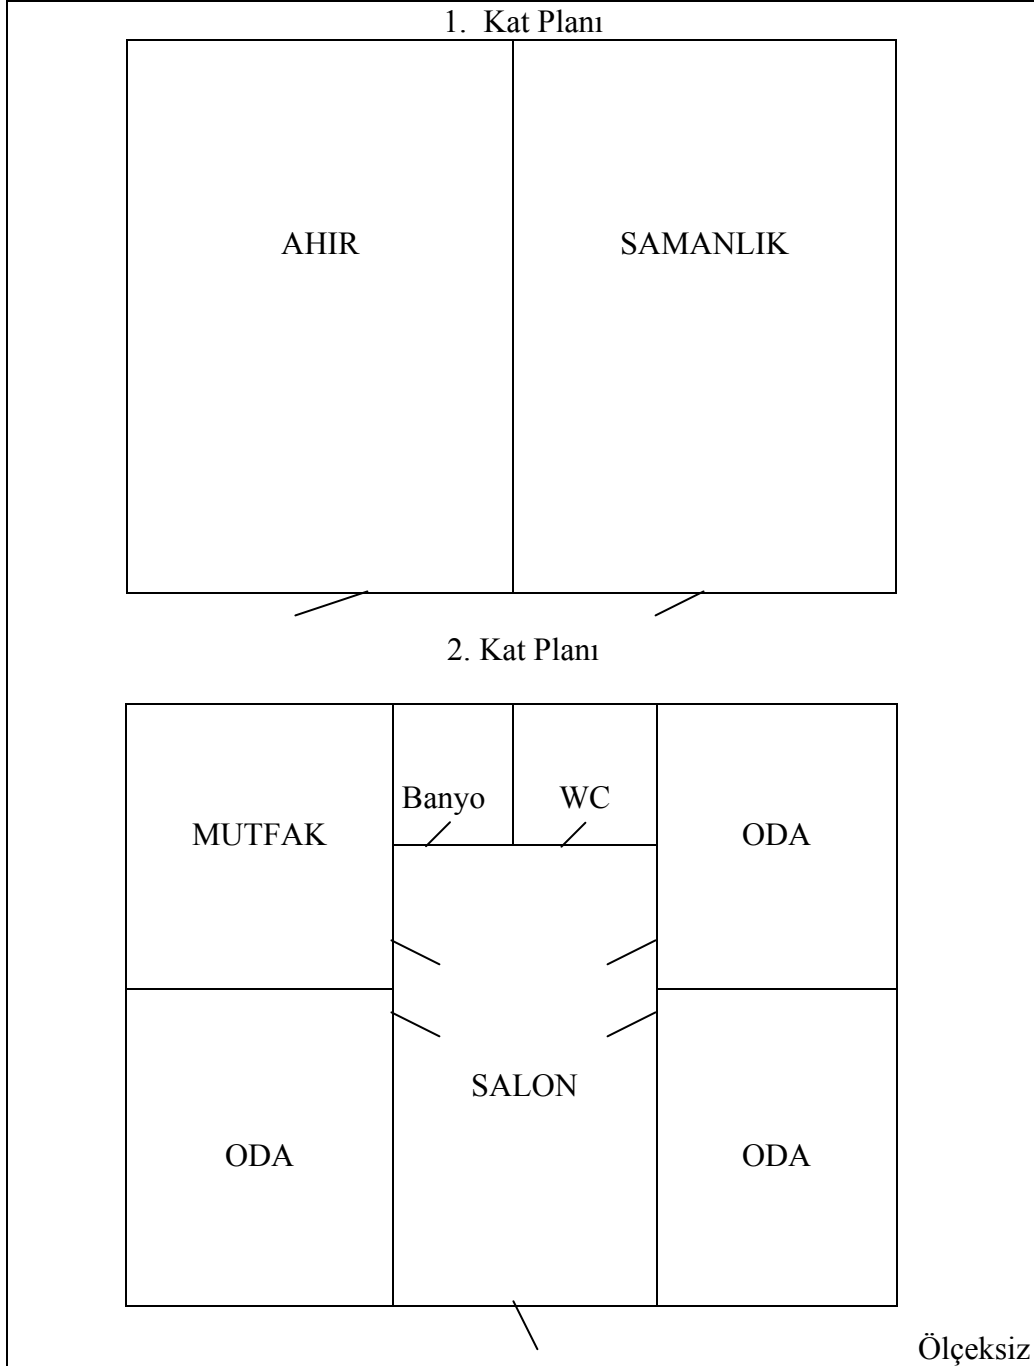 1. Kat Planı
AHIR
SAMANLIK
2. Kat Planı
Banyo
WC
MUTFAK
ODA
SALON
ODA
ODA
Ölçeksiz